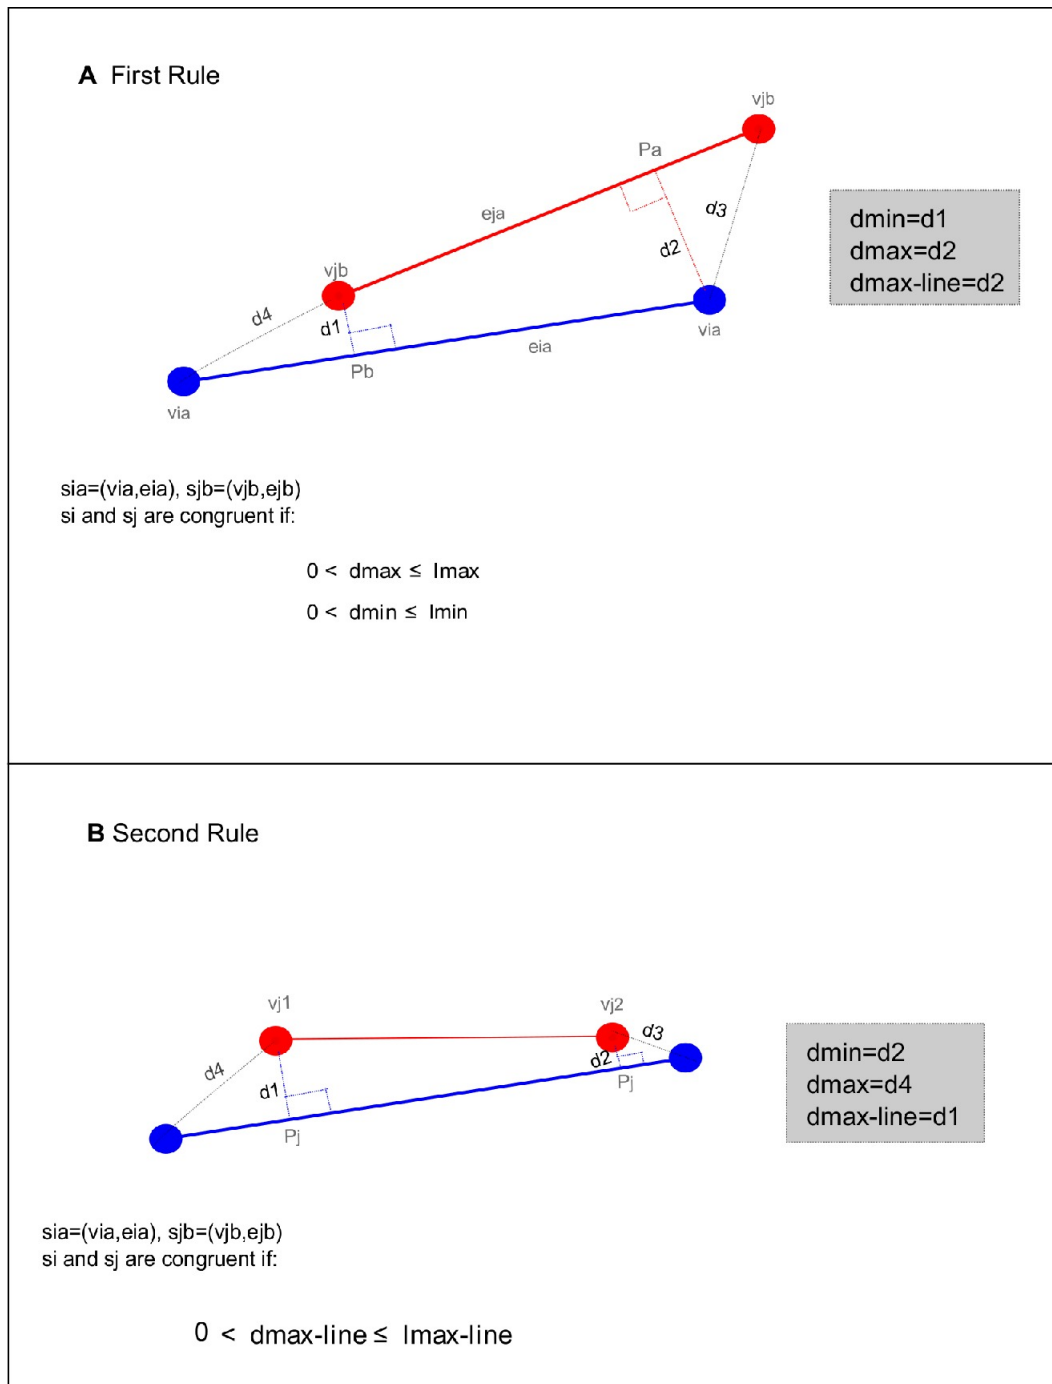 A First Rule
vjb
Pa
eja
d3
dmin=d1
dmax=d2
dmax-line=d2
d2
vjb
d4
d1
via
eia
Pb
via
sia=(via,eia), sjb=(vjb,ejb)
si and sj are congruent if:
0 < dmax ≤ lmax
0 < dmin ≤ lmin
B Second Rule
vj1
vj2
d3
d4
d2
d1
Pj
Pj
dmin=d2
dmax=d4
dmax-line=d1
sia=(via,eia), sjb=(vjb,ejb)
si and sj are congruent if:
0 < dmax-line ≤ lmax-line